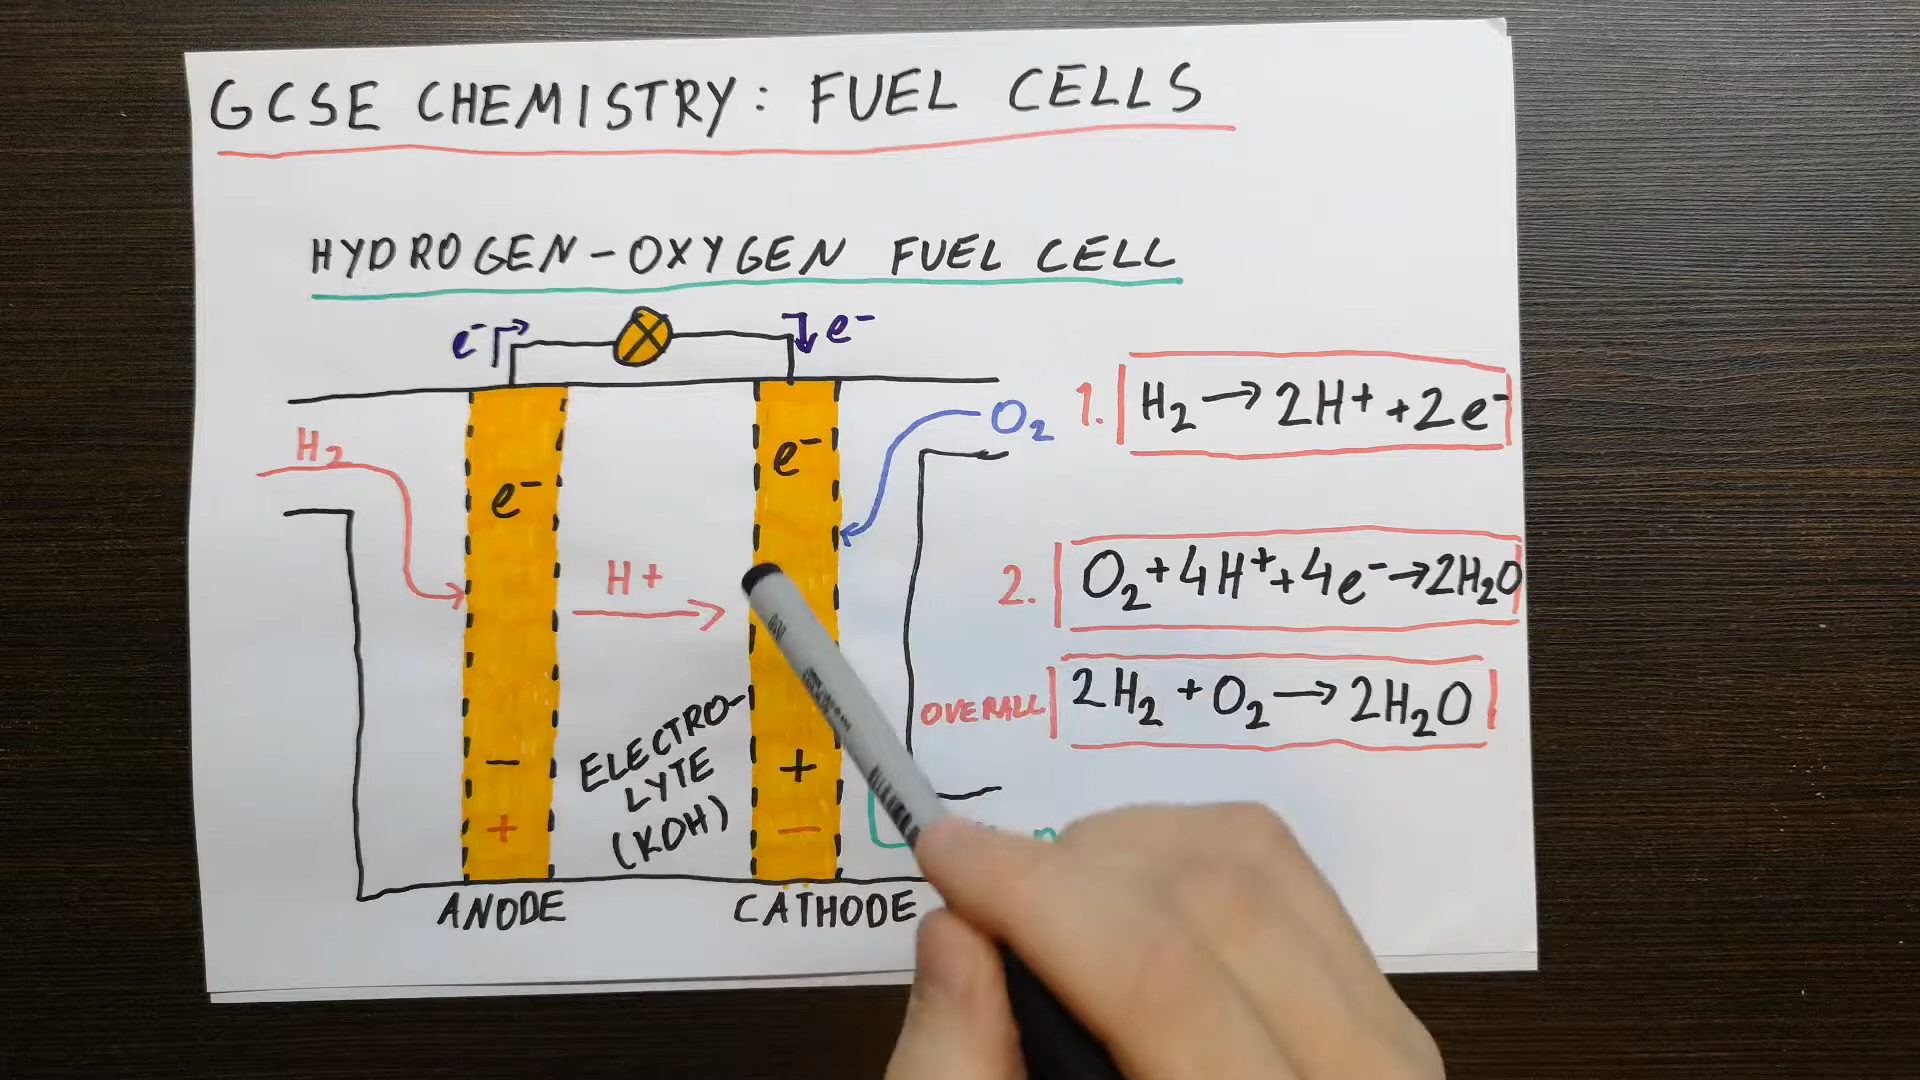 GCSE CHEMISTRY: FUEL CELLS
HYDROGEN-OXYGEN FUEL CELL
e⁻
e⁻
H₂
e⁻
e⁻
O₂
H+
ELECTRO-
LYTE
(KOH)
−
+
+
−
ANODE
CATHODE
1. H₂ → 2H+ + 2e⁻
2. O₂ + 4H⁺ + 4e⁻ → 2H₂O
OVERALL 2H₂ + O₂ → 2H₂O